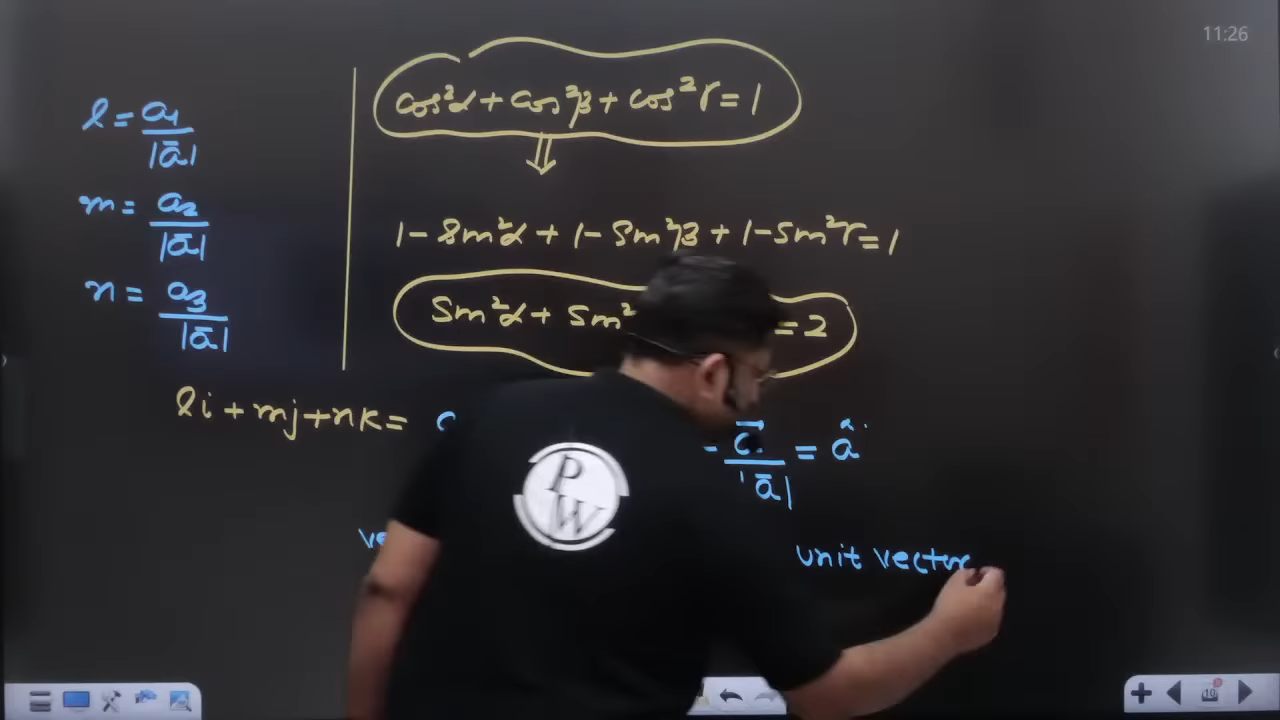 11:26
l = a₁/|ā|
m = a₂/|ā|
n = a₃/|ā|
cos²α + cos²β + cos²γ = 1
⇓
1 - sin²α + 1 - sin²β + 1 - sin²γ = 1
sin²α + sin² = 2
li + mj + nk =
/|ā| = â
unit vector
PW
10